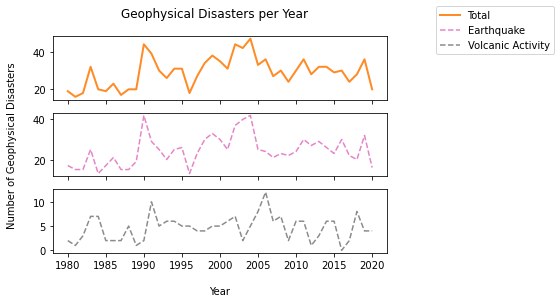 Geophysical Disasters per Year
Total
Earthquake
Volcanic Activity
Number of Geophysical Disasters
40
20
40
20
10
5
0
1980 1985 1990 1995 2000 2005 2010 2015 2020
Year